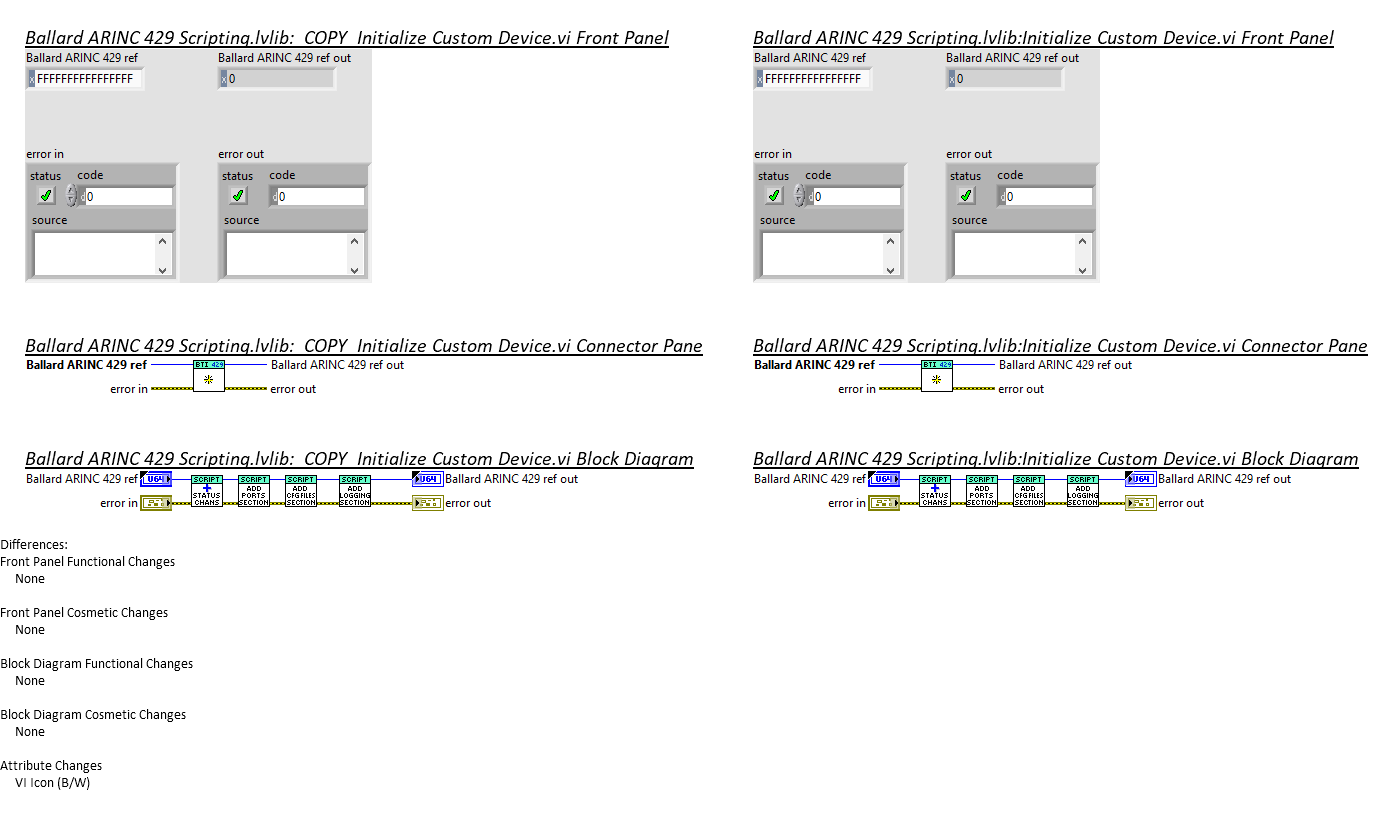 Ballard ARINC 429 Scripting.lvlib:  COPY  Initialize Custom Device.vi Front Panel
Ballard ARINC 429 ref
Ballard ARINC 429 ref out
x FFFFFFFFFFFFFFFF
x 0
error in
error out
status
code
status
code
d 0
d 0
source
source
Ballard ARINC 429 Scripting.lvlib:Initialize Custom Device.vi Front Panel
Ballard ARINC 429 ref
Ballard ARINC 429 ref out
x FFFFFFFFFFFFFFFF
x 0
error in
error out
status
code
status
code
d 0
d 0
source
source
Ballard ARINC 429 Scripting.lvlib:  COPY  Initialize Custom Device.vi Connector Pane
Ballard ARINC 429 ref
BTI 429
Ballard ARINC 429 ref out
error in
error out
Ballard ARINC 429 Scripting.lvlib:Initialize Custom Device.vi Connector Pane
Ballard ARINC 429 ref
BTI 429
Ballard ARINC 429 ref out
error in
error out
Ballard ARINC 429 Scripting.lvlib:  COPY  Initialize Custom Device.vi Block Diagram
Ballard ARINC 429 ref
U64
SCRIPT
+
STATUS
CHANS
SCRIPT
ADD
PORTS
SECTION
SCRIPT
ADD
CFGFILES
SECTION
SCRIPT
ADD
LOGGING
SECTION
U64
Ballard ARINC 429 ref out
error in
error out
Ballard ARINC 429 Scripting.lvlib:Initialize Custom Device.vi Block Diagram
Ballard ARINC 429 ref
U64
SCRIPT
+
STATUS
CHANS
SCRIPT
ADD
PORTS
SECTION
SCRIPT
ADD
CFGFILES
SECTION
SCRIPT
ADD
LOGGING
SECTION
U64
Ballard ARINC 429 ref out
error in
error out
Differences:
Front Panel Functional Changes
None
Front Panel Cosmetic Changes
None
Block Diagram Functional Changes
None
Block Diagram Cosmetic Changes
None
Attribute Changes
VI Icon (B/W)